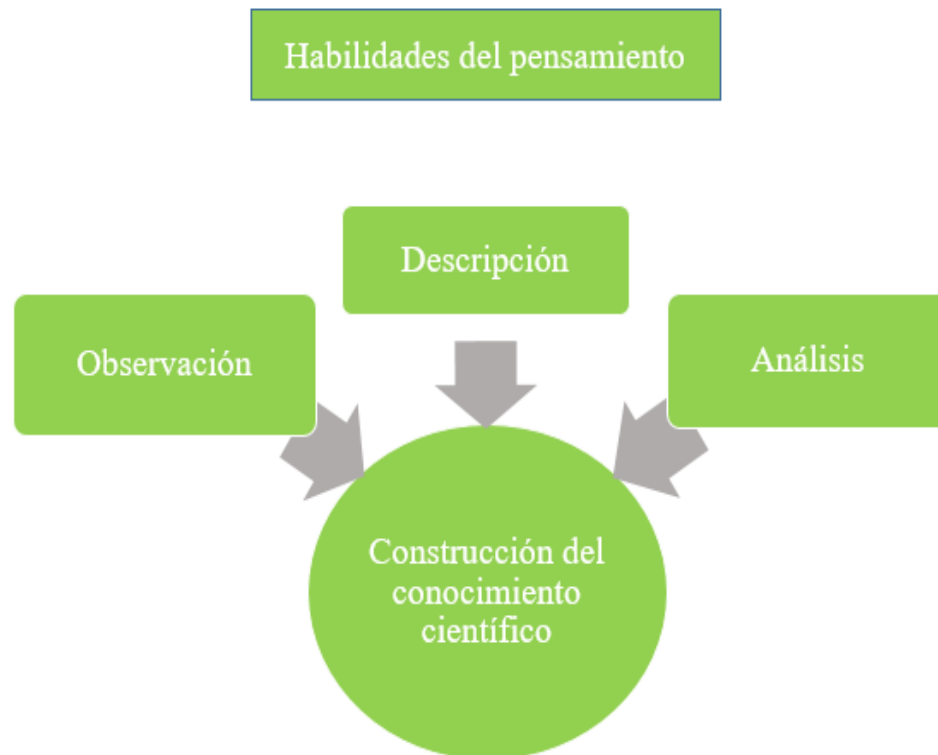 Habilidades del pensamiento
Descripción
Observación
Análisis
Construcción del
conocimiento
científico